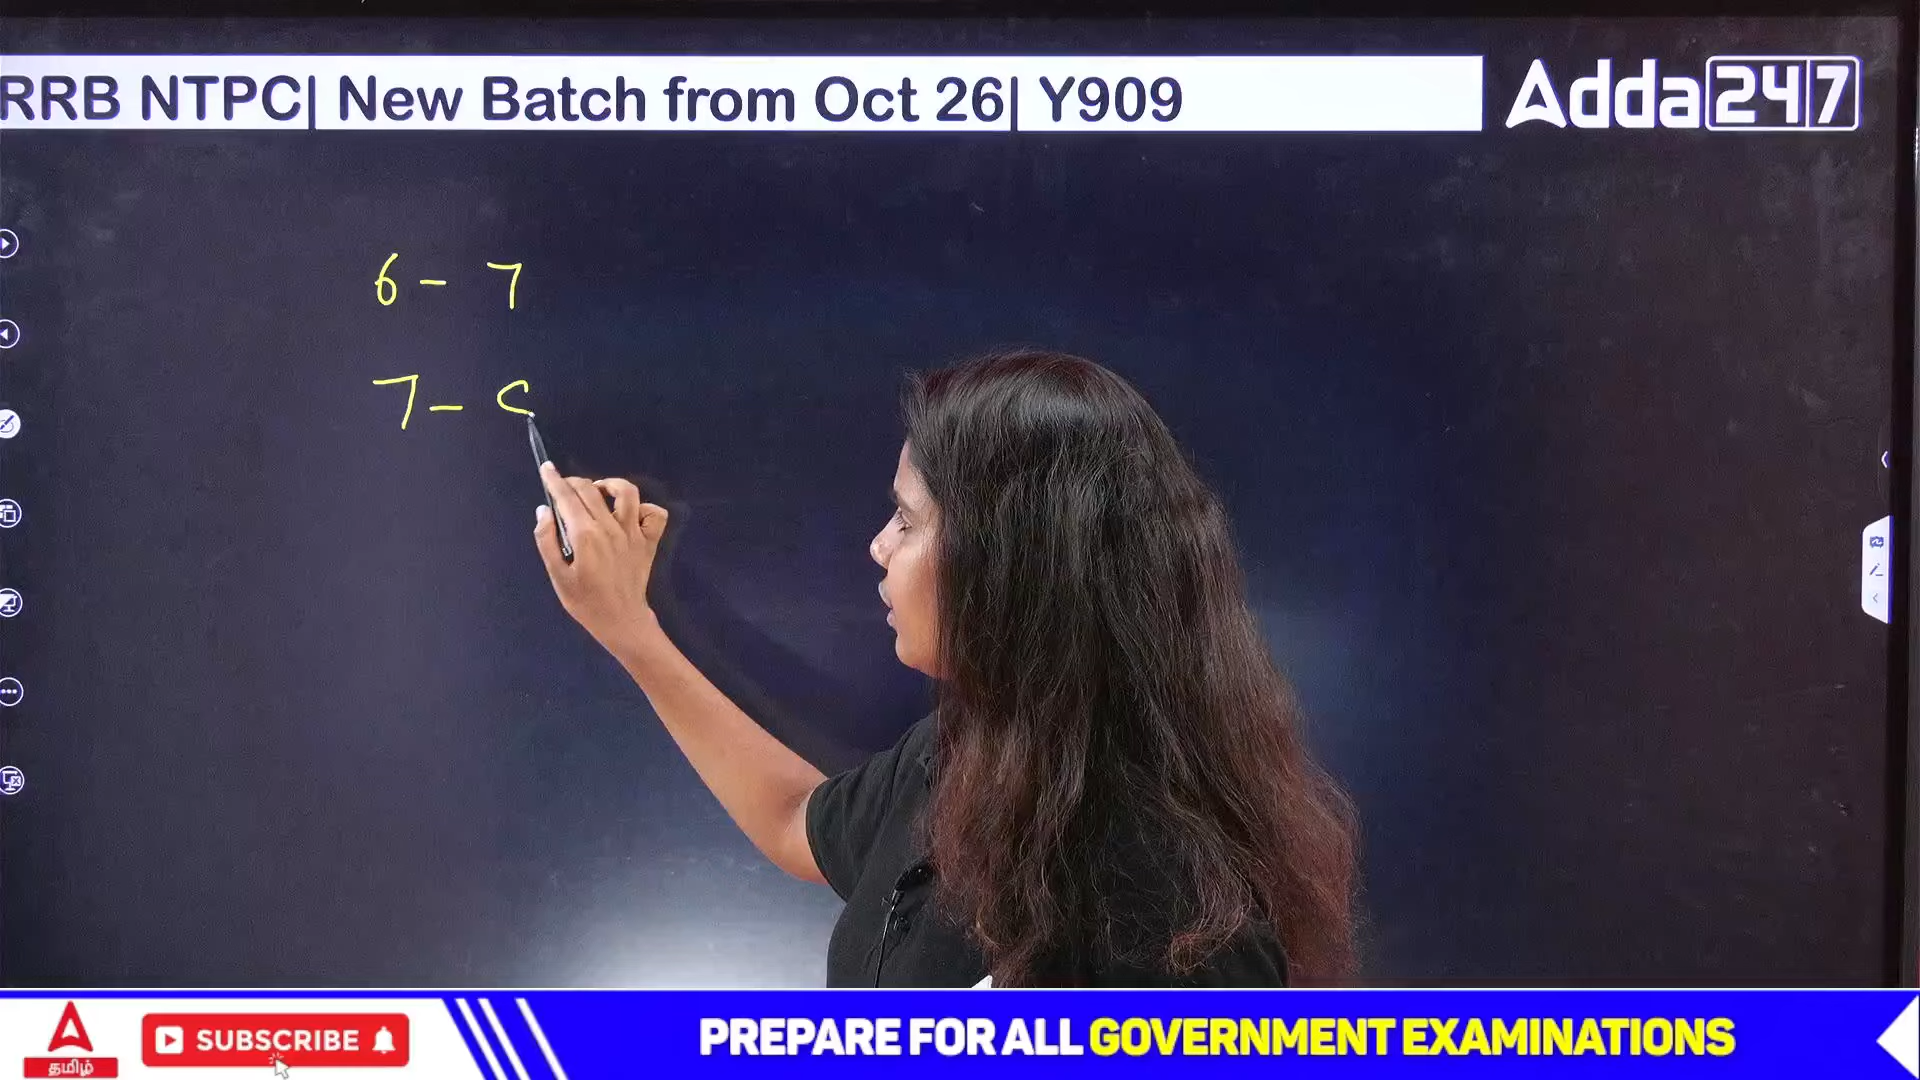 RRB NTPC| New Batch from Oct 26| Y909
Adda247
6 - 7
7 -
தமிழ்
SUBSCRIBE
PREPARE FOR ALL GOVERNMENT EXAMINATIONS